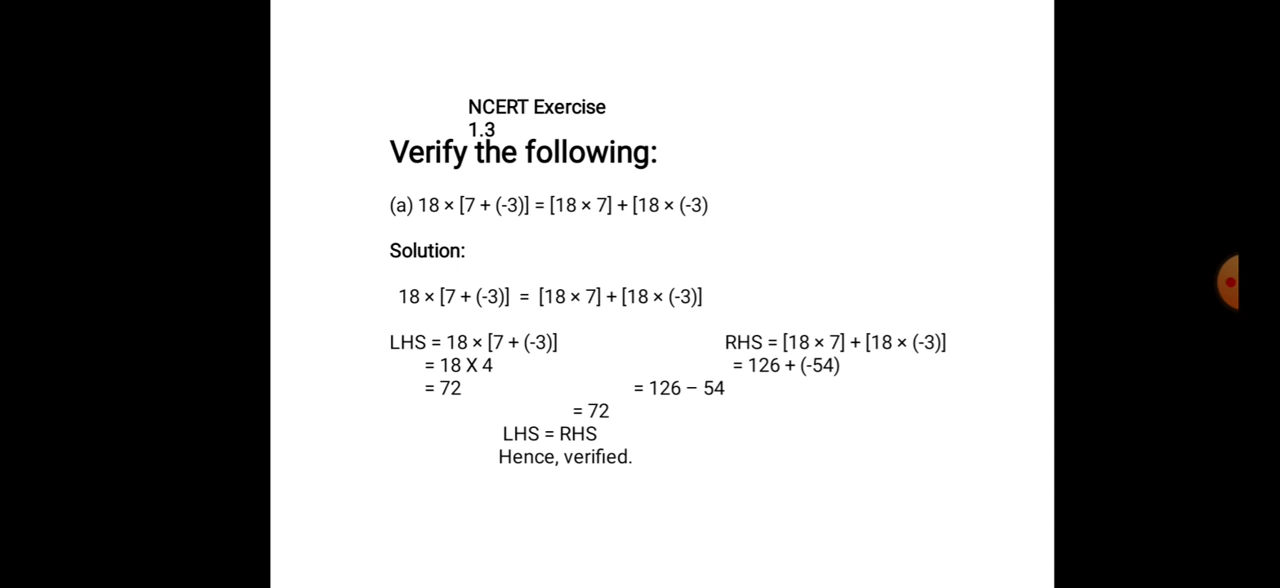 NCERT Exercise
1.3
Verify the following:
(a) 18 × [7 + (-3)] = [18 × 7] + [18 × (-3)
Solution:
18 × [7 + (-3)] = [18 × 7] + [18 × (-3)]
LHS = 18 × [7 + (-3)] RHS = [18 × 7] + [18 × (-3)]
= 18 X 4 = 126 + (-54)
= 72 = 126 – 54
= 72
LHS = RHS
Hence, verified.